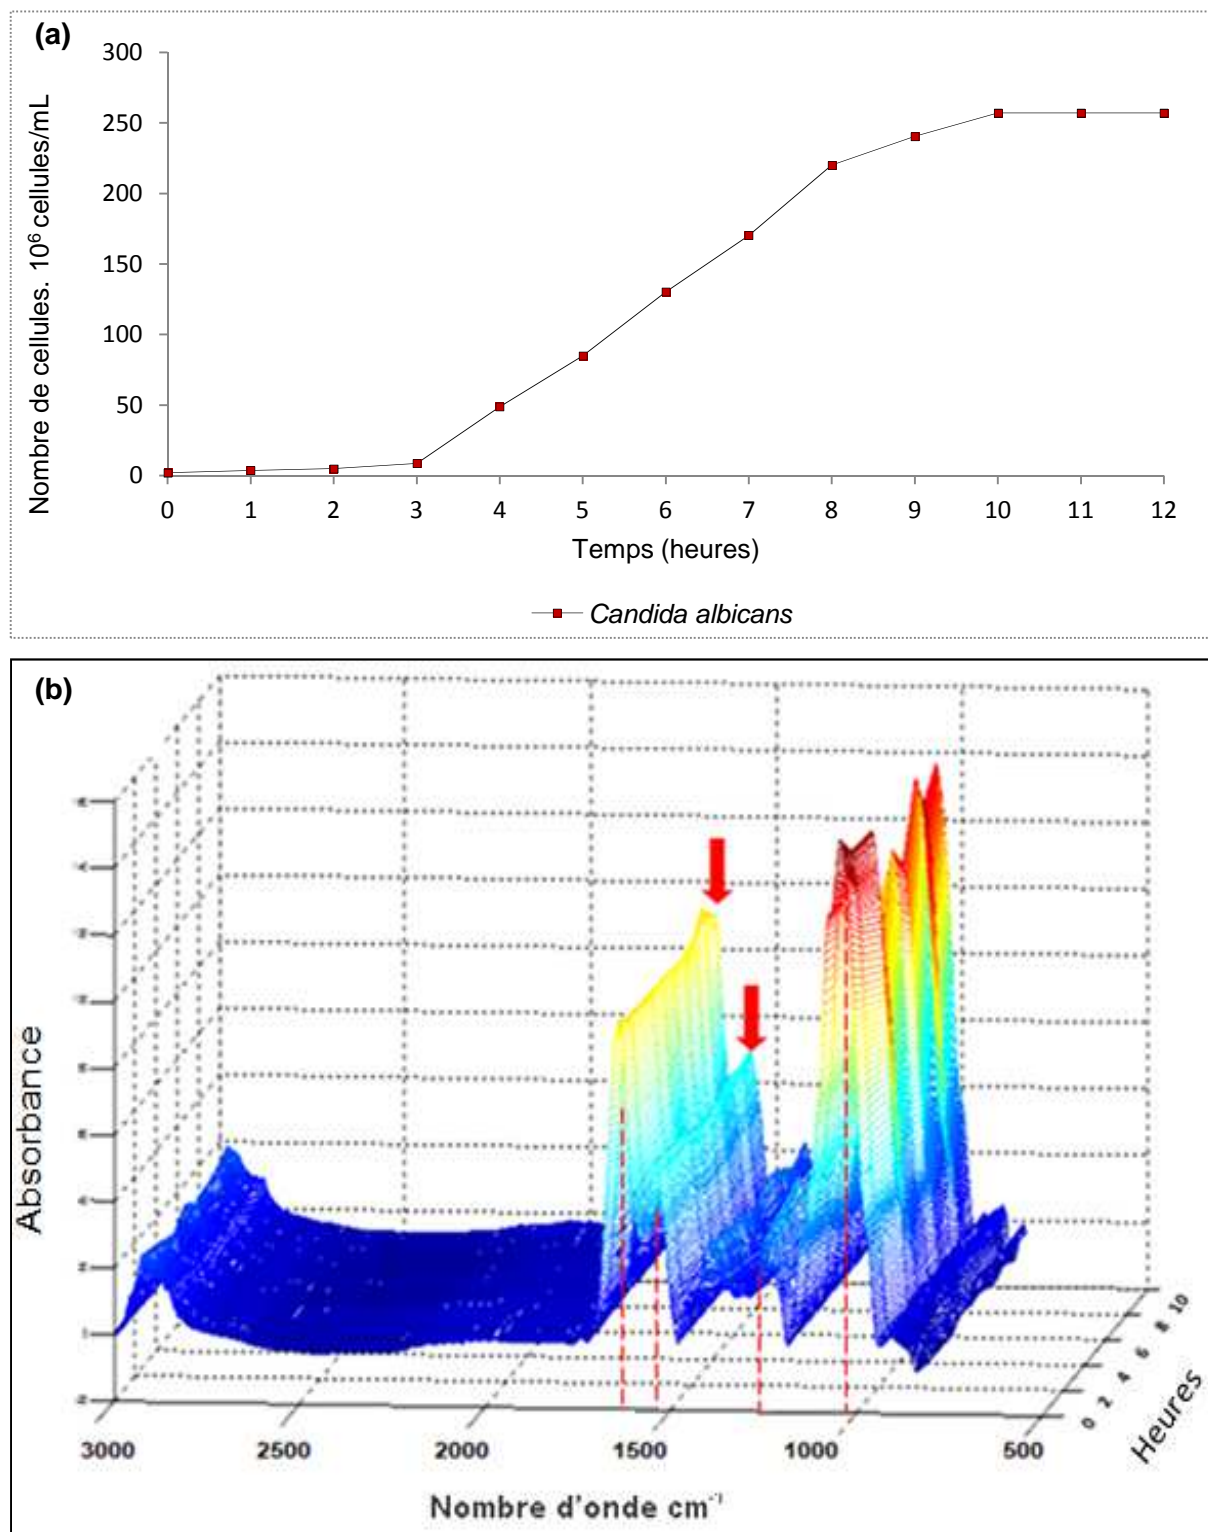 (a)
300
250
200
150
100
50
0
Nombre de cellules. 10⁶ cellules/mL
0 1 2 3 4 5 6 7 8 9 10 11 12
Temps (heures)
Candida albicans
(b)
Absorbance
3000 2500 2000 1500 1000 500
0 2 4 6 8 10
Heures
Nombre d'onde cm⁻¹